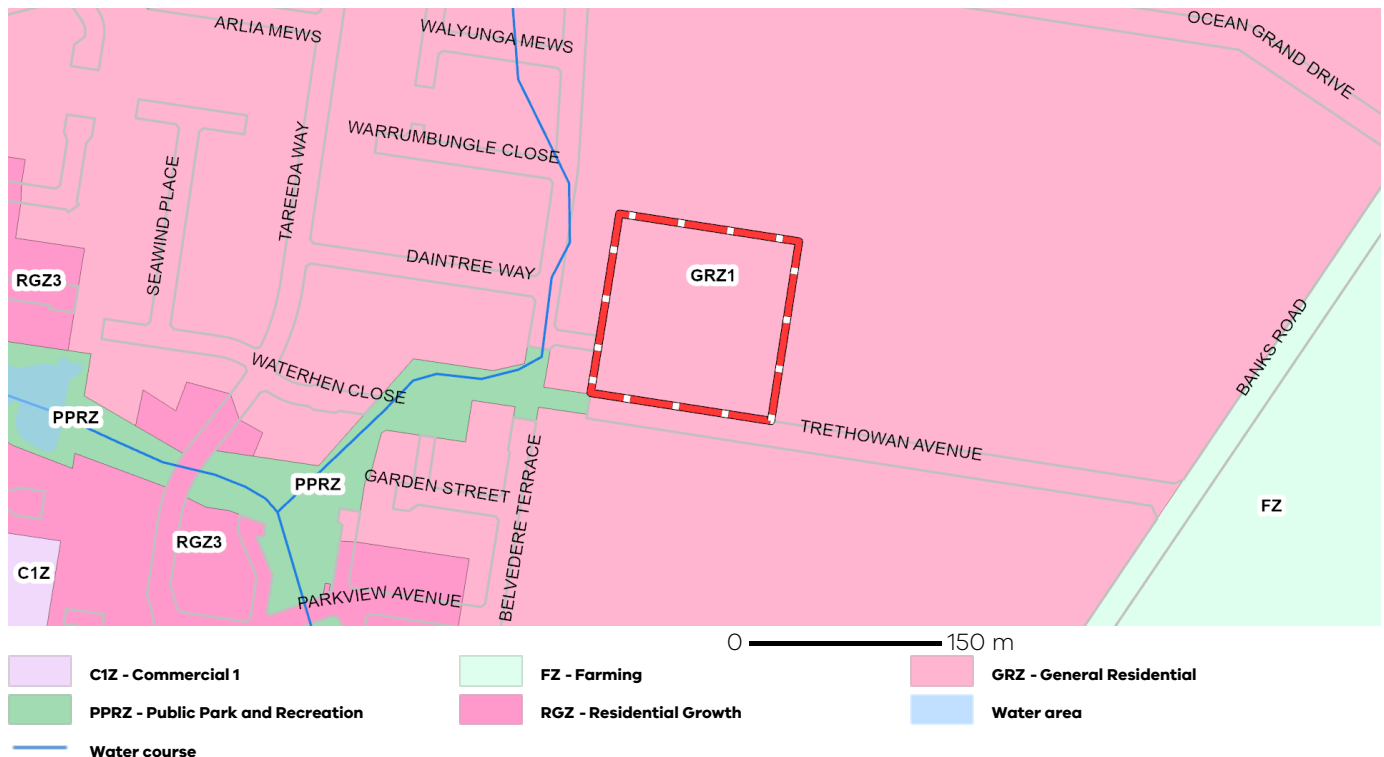 ARLIA MEWS
WALYUNGA MEWS
OCEAN GRAND DRIVE
WARRUMBUNGLE CLOSE
TAREEDA WAY
SEAWIND PLACE
DAINTREE WAY
RGZ3
GRZ1
BANKS ROAD
WATERHEN CLOSE
PPRZ
TRETHOWAN AVENUE
PPRZ
GARDEN STREET
BELVEDERE TERRACE
FZ
RGZ3
C1Z
PARKVIEW AVENUE
0 150 m
C1Z - Commercial 1
FZ - Farming
GRZ - General Residential
PPRZ - Public Park and Recreation
RGZ - Residential Growth
Water area
Water course